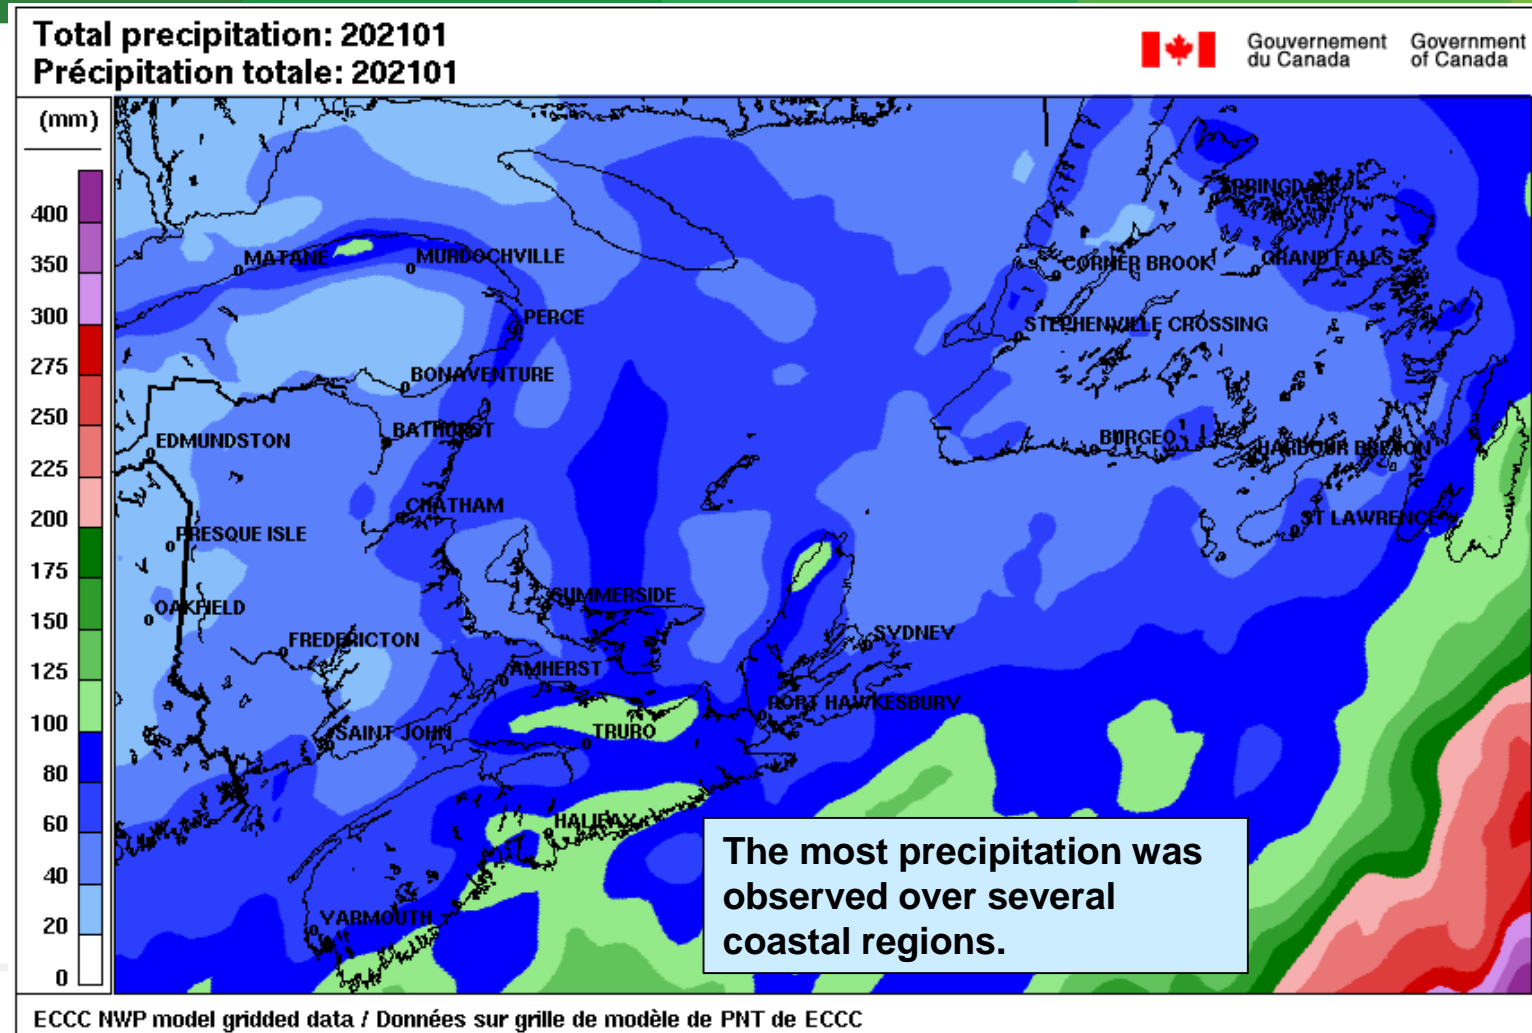 Total precipitation: 202101
Précipitation totale: 202101
Gouvernement du Canada
Government of Canada
(mm)
400
350
300
275
250
225
200
175
150
125
100
80
60
40
20
0
SPRINGDALE
MATANE
MURDOCHVILLE
CORNER BROOK
GRAND FALLS
PERCE
STEPHENVILLE CROSSING
BONAVENTURE
BATHURST
EDMUNDSTON
BURGEO
HARBOUR BRETON
CHATHAM
ST LAWRENCE
PRESQUE ISLE
SUMMERSIDE
OAKFIELD
FREDERICTON
SYDNEY
AMHERST
PORT HAWKESBURY
SAINT JOHN
TRURO
HALIFAX
YARMOUTH
The most precipitation was
observed over several
coastal regions.
ECCC NWP model gridded data / Données sur grille de modèle de PNT de ECCC